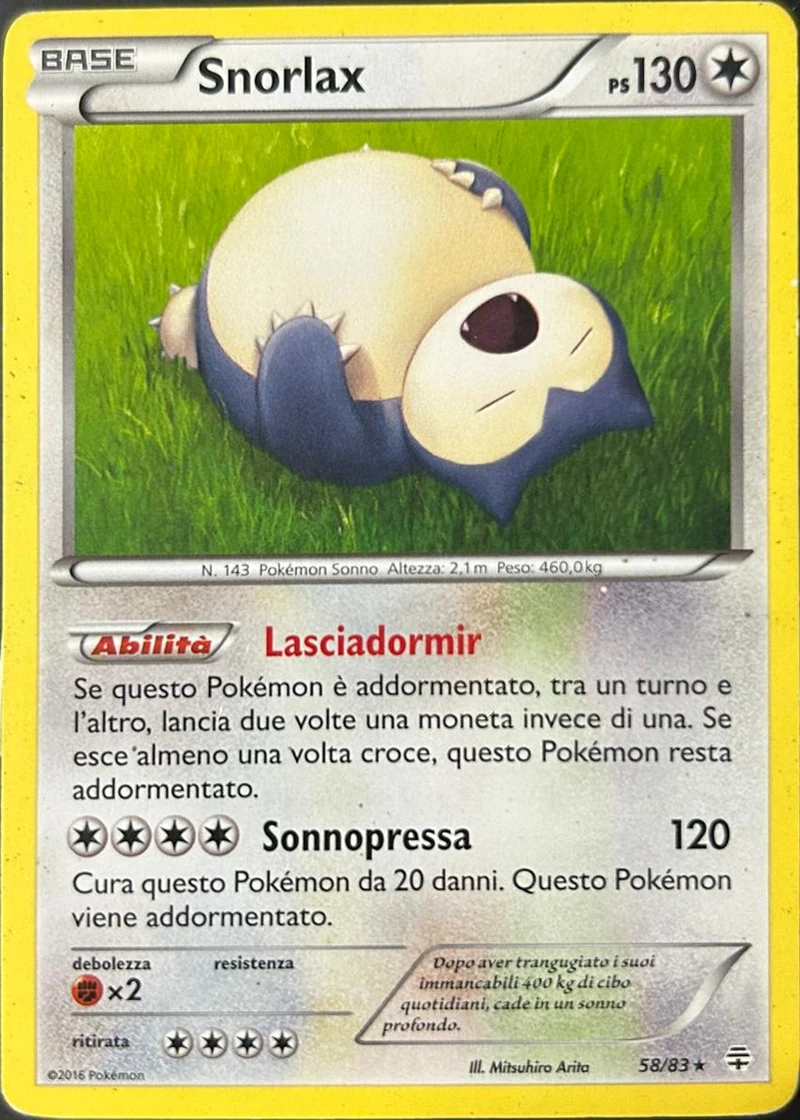 BASE
Snorlax
PS130
N. 143 Pokémon Sonno Altezza: 2,1m Peso: 460,0kg
Abilità Lasciadormir
Se questo Pokémon è addormentato, tra un turno e
l'altro, lancia due volte una moneta invece di una. Se
esce almeno una volta croce, questo Pokémon resta
addormentato.
Sonnopressa 120
Cura questo Pokémon da 20 danni. Questo Pokémon
viene addormentato.
debolezza resistenza
×2
ritirata
Dopo aver trangugiato i suoi
immancabili 400 kg di cibo
quotidiani, cade in un sonno
profondo.
©2016 Pokémon
Ill. Mitsuhiro Arita
58/83 ★